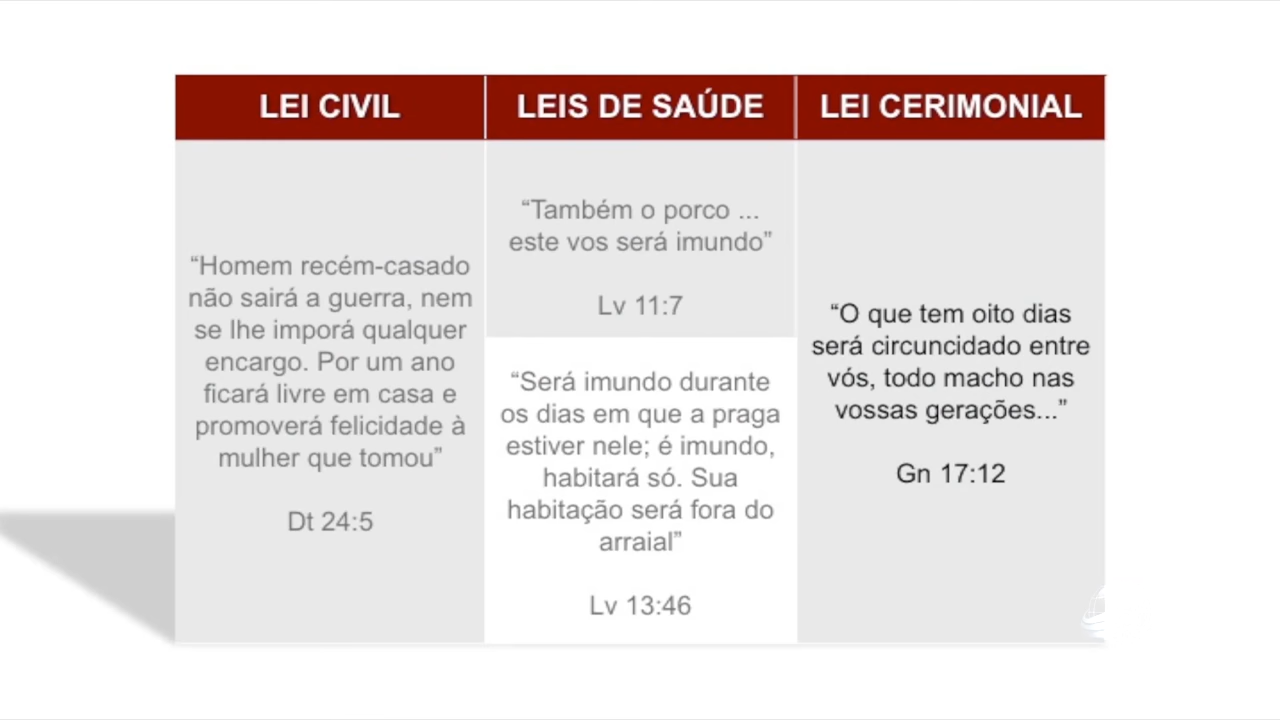 LEI CIVIL
LEIS DE SAÚDE
LEI CERIMONIAL
“Homem recém-casado
não sairá a guerra, nem
se lhe imporá qualquer
encargo. Por um ano
ficará livre em casa e
promoverá felicidade à
mulher que tomou”
Dt 24:5
“Também o porco ...
este vos será imundo”
Lv 11:7
“Será imundo durante
os dias em que a praga
estiver nele; é imundo,
habitará só. Sua
habitação será fora do
arraial”
Lv 13:46
“O que tem oito dias
será circuncidado entre
vós, todo macho nas
vossas gerações...”
Gn 17:12